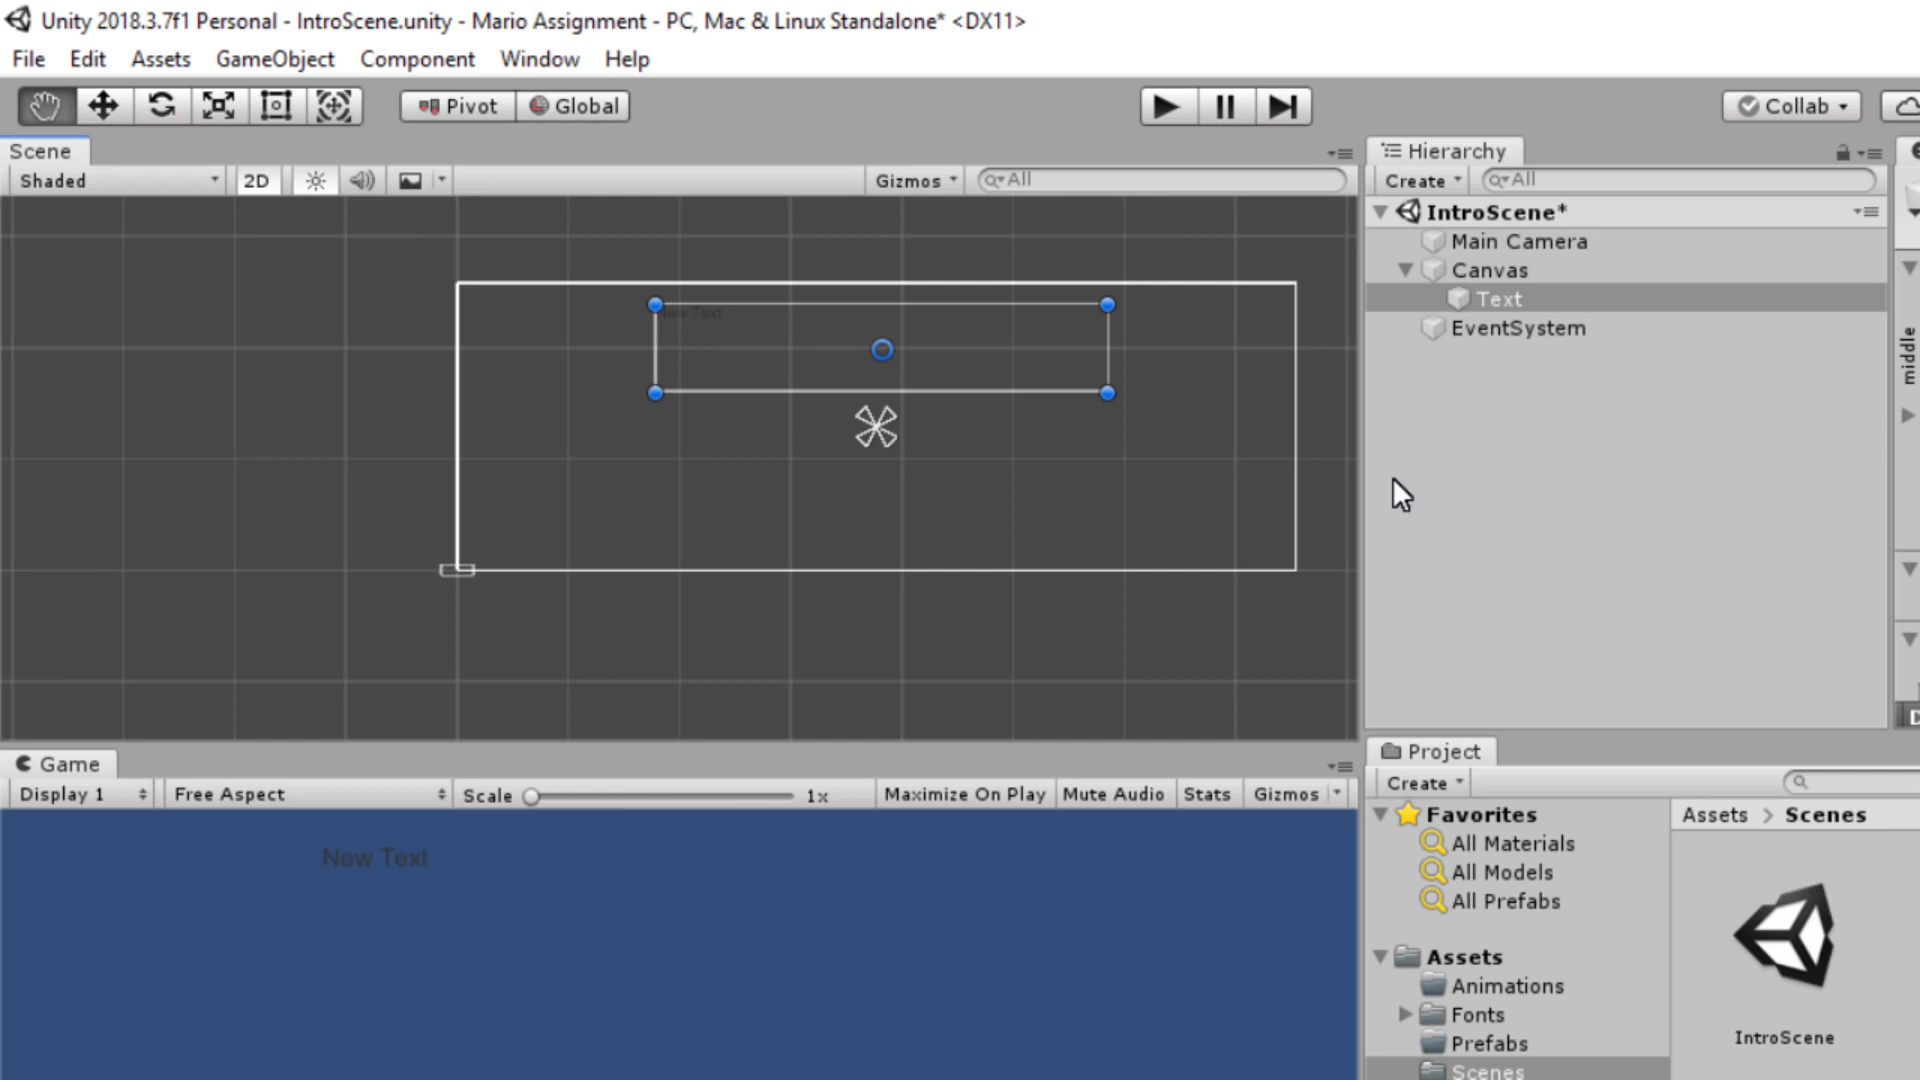 Unity 2018.3.7f1 Personal - IntroScene.unity - Mario Assignment - PC, Mac & Linux Standalone* <DX11>
File Edit Assets GameObject Component Window Help
Pivot Global Collab
Scene
Shaded 2D Gizmos All
New Text
Hierarchy
Create All
IntroScene*
Main Camera
Canvas
Text
EventSystem
middle
Game
Display 1 Free Aspect Scale 1x Maximize On Play Mute Audio Stats Gizmos
New Text
Project
Create
Favorites
All Materials
All Models
All Prefabs
Assets
Animations
Fonts
Prefabs
Scenes
Assets > Scenes
IntroScene